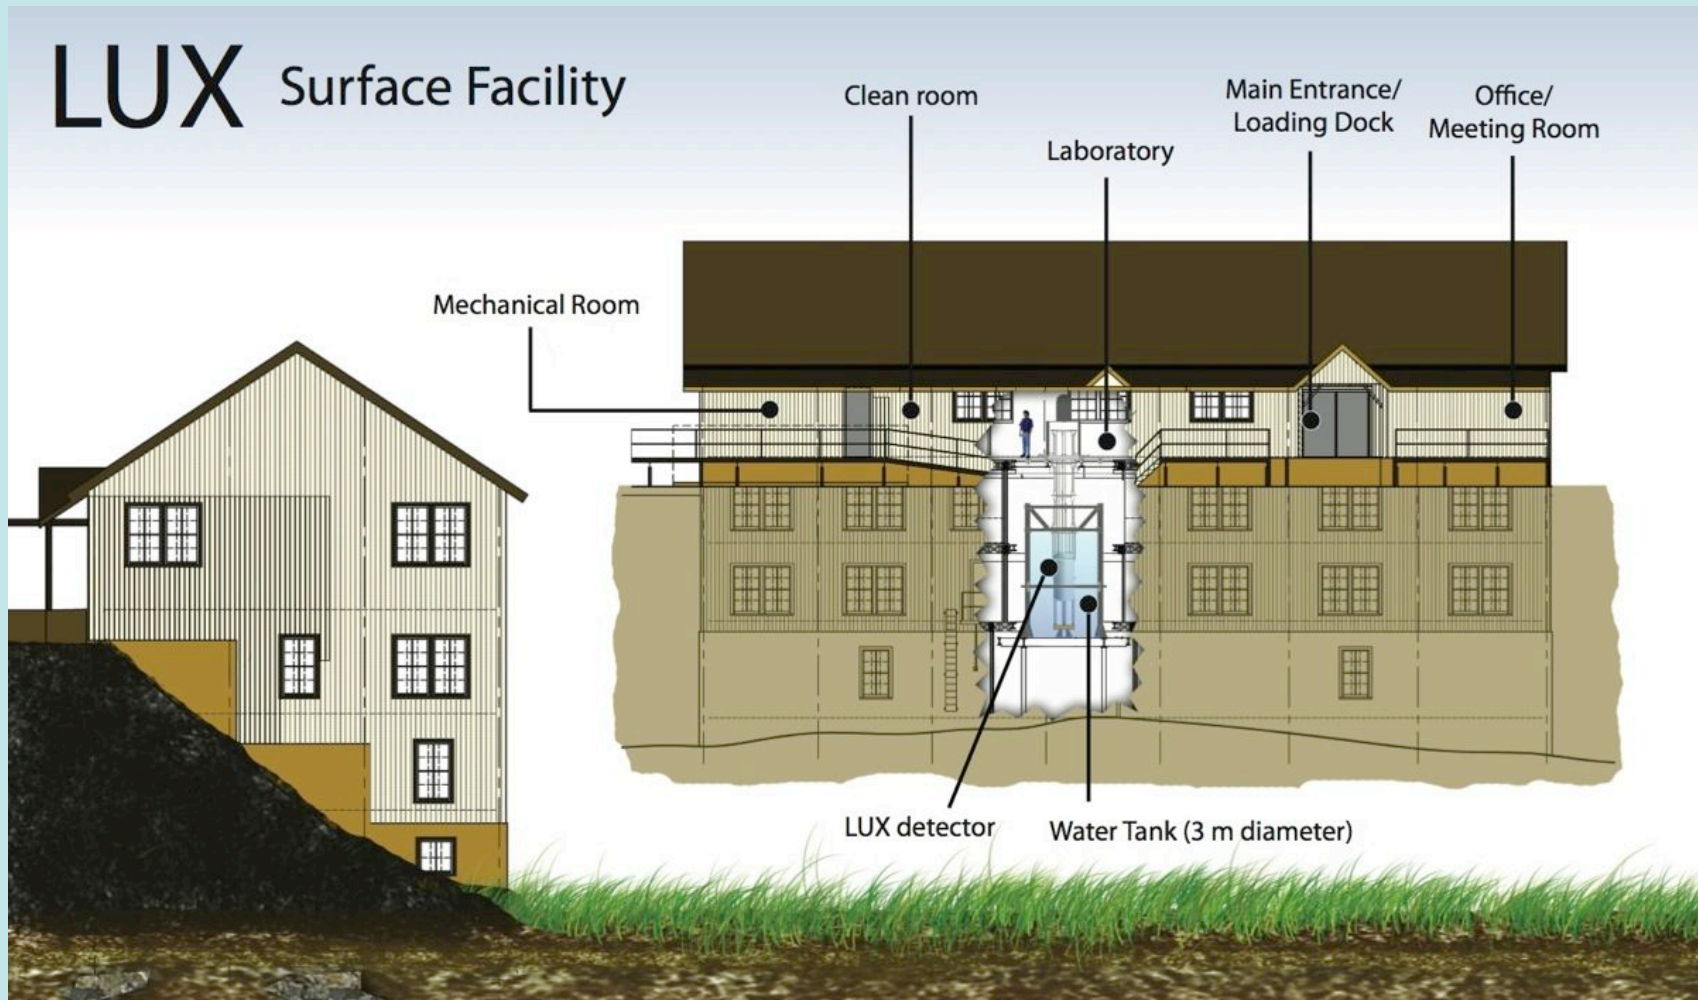 LUX Surface Facility
Clean room
Laboratory
Main Entrance/
Loading Dock
Office/
Meeting Room
Mechanical Room
LUX detector
Water Tank (3 m diameter)